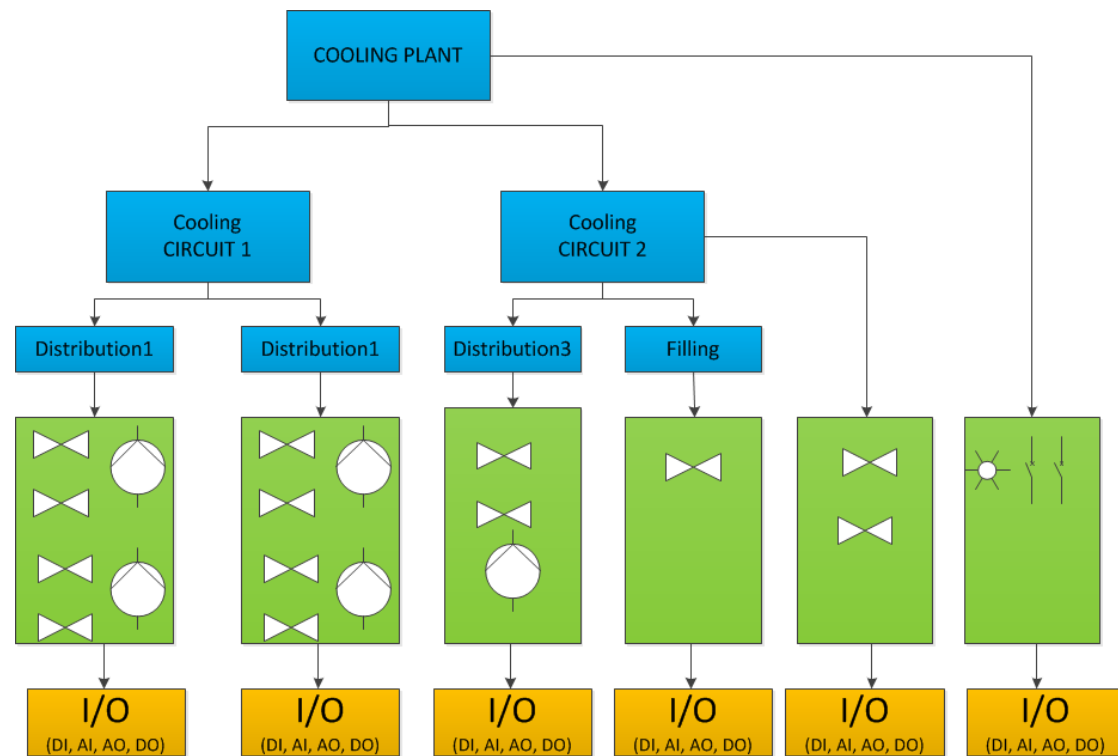 COOLING PLANT
Cooling
CIRCUIT 1
Cooling
CIRCUIT 2
Distribution1
Distribution1
Distribution3
Filling
I/O
(DI, AI, AO, DO)
I/O
(DI, AI, AO, DO)
I/O
(DI, AI, AO, DO)
I/O
(DI, AI, AO, DO)
I/O
(DI, AI, AO, DO)
I/O
(DI, AI, AO, DO)